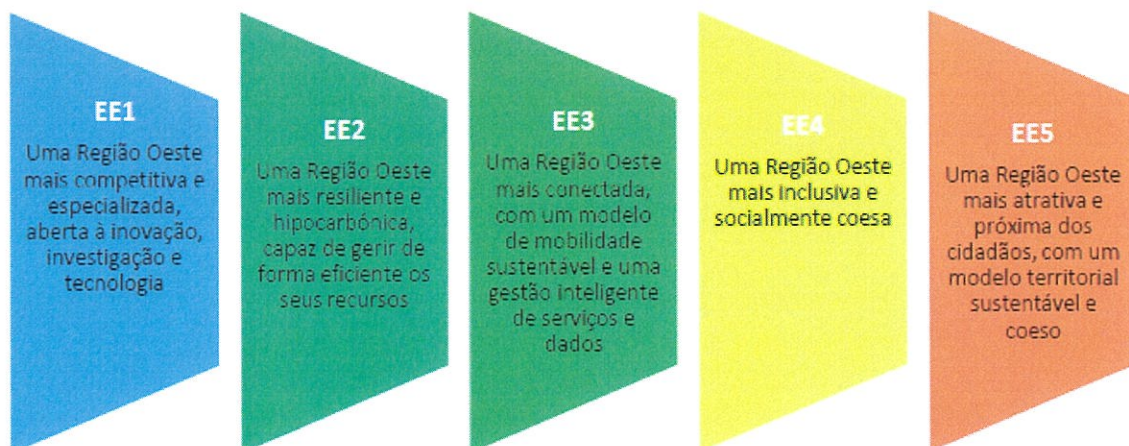 EE1
Uma Região Oeste
mais competitiva e
especializada,
aberta à inovação,
investigação e
tecnologia
EE2
Uma Região Oeste
mais resiliente e
hipocarbónica,
capaz de gerir de
forma eficiente os
seus recursos
EE3
Uma Região Oeste
mais conectada,
com um modelo
de mobilidade
sustentável e uma
gestão inteligente
de serviços e
dados
EE4
Uma Região Oeste
mais inclusiva e
socialmente coesa
EE5
Uma Região Oeste
mais atrativa e
próxima dos
cidadãos, com um
modelo territorial
sustentável e
coeso